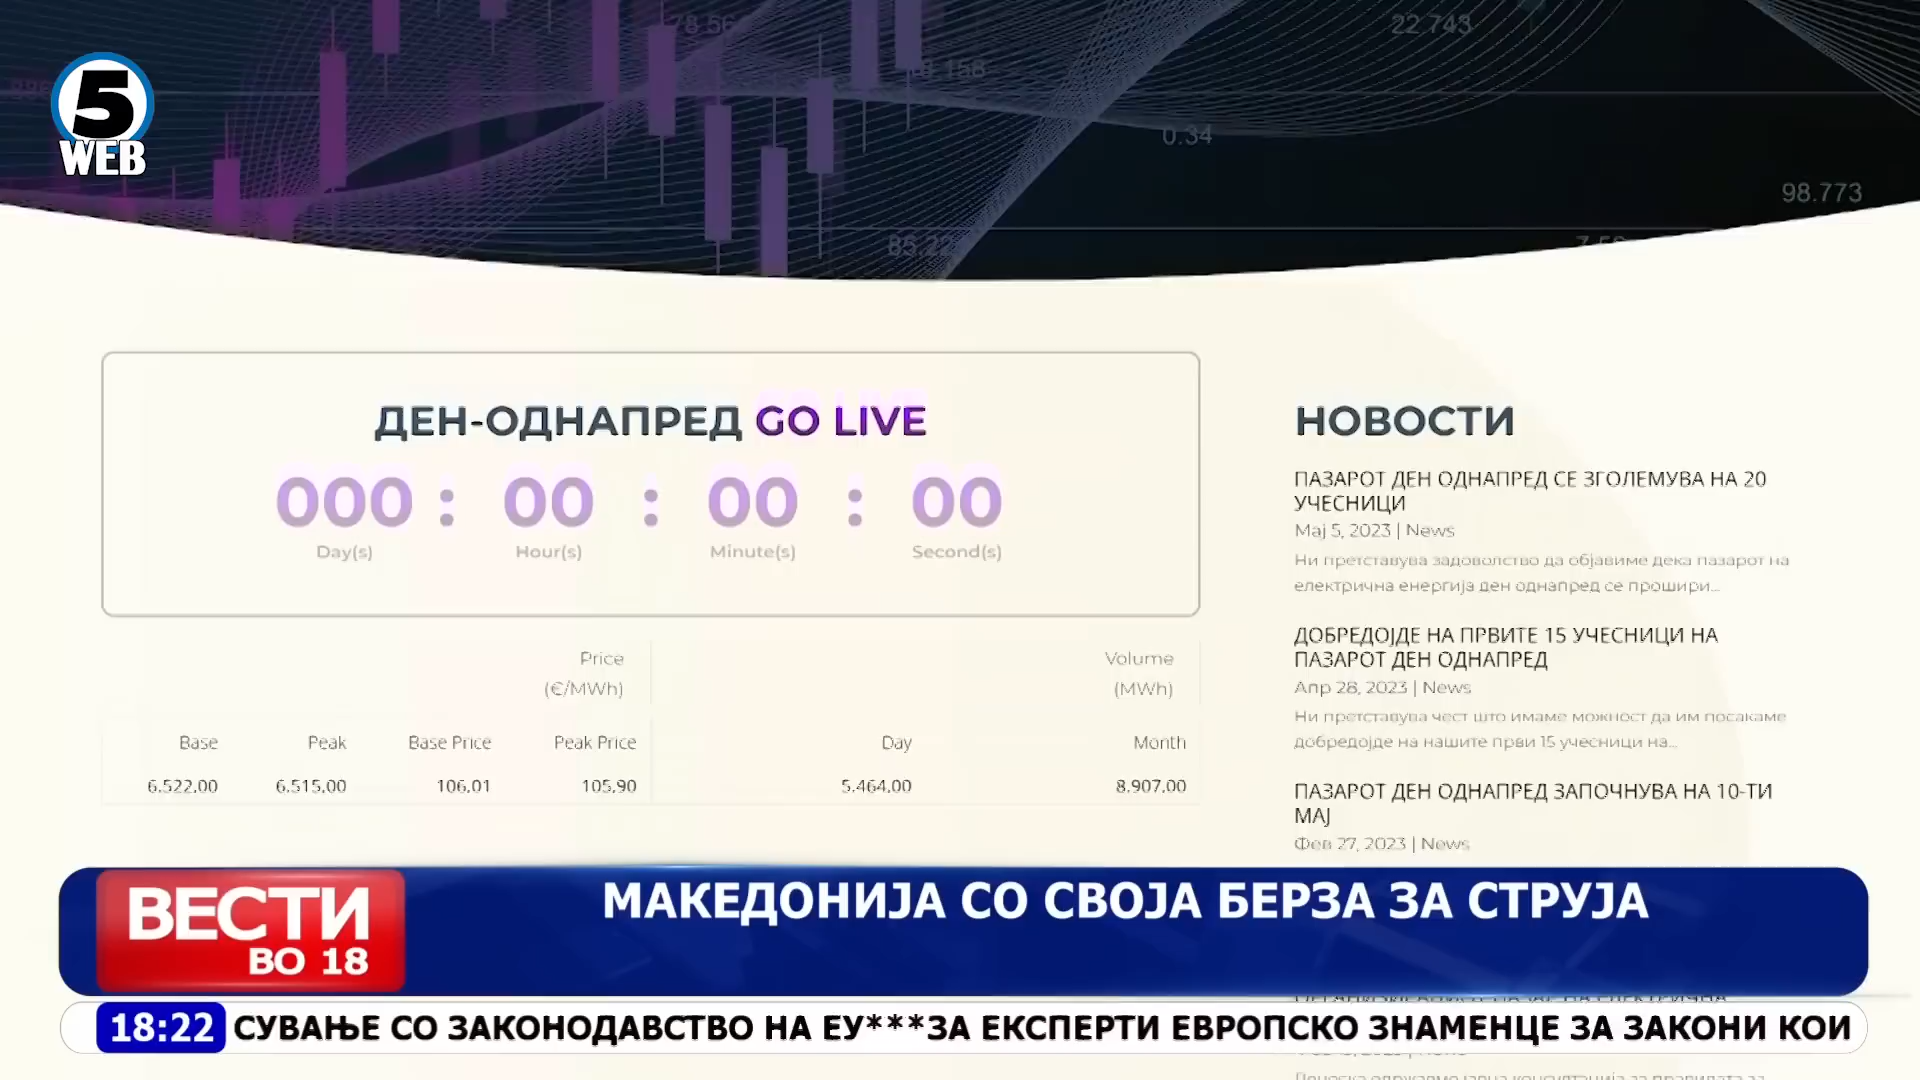 78.56
22.743
5
WEB
0.34
98.773
ДЕН-ОДНАПРЕД GO LIVE
000 : 00 : 00 : 00
Day(s) Hour(s) Minute(s) Second(s)
Price
(€/MWh)
Volume
(MWh)
Base Peak Base Price Peak Price Day Month
6.522,00 6.515,00 106,01 105,90 5.464,00 8.907,00
НОВОСТИ
ПАЗАРОТ ДЕН ОДНАПРЕД СЕ ЗГОЛЕМУВА НА 20
УЧЕСНИЦИ
Мај 5, 2023 | News
Ни претставува задоволство да објавиме дека пазарот на
електрична енергија ден однапред се прошири...
ДОБРЕДОЈДЕ НА ПРВИТЕ 15 УЧЕСНИЦИ НА
ПАЗАРОТ ДЕН ОДНАПРЕД
Апр 28, 2023 | News
Ни претставува чест што имаме можност да им посакаме
добредојде на нашите први 15 учесници на...
ПАЗАРОТ ДЕН ОДНАПРЕД ЗАПОЧНУВА НА 10-ТИ
МАЈ
Фев 27, 2023 | News
ВЕСТИ
ВО 18
МАКЕДОНИЈА СО СВОЈА БЕРЗА ЗА СТРУЈА
18:22 СУВАЊЕ СО ЗАКОНОДАВСТВО НА ЕУ***ЗА ЕКСПЕРТИ ЕВРОПСКО ЗНАМЕНЦЕ ЗА ЗАКОНИ КОИ